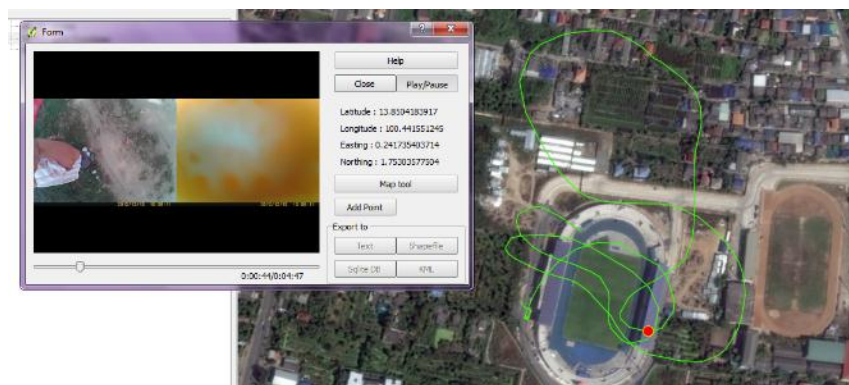 Form
Help
Close
Play/Pause
Latitude : 13.8504183917
Longitude : 100.441551245
Easting : 0.241735403714
Northing : 1.75303577504
Map tool
Add Point
Export to
Text
Shapefile
Sqlite DB
KML
0:00:44/0:04:47